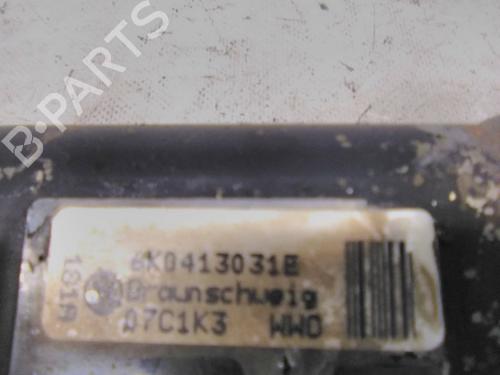 B-PARTS
6K0413031E
Braunschweig
07C1K3 WWO
181A